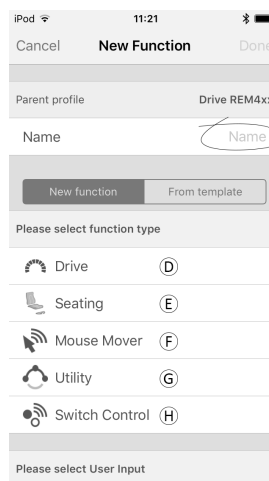 iPod 11:21
Cancel New Function Done
Parent profile Drive REM4x
Name Name
New function From template
Please select function type
Drive D
Seating E
Mouse Mover F
Utility G
Switch Control H
Please select User Input